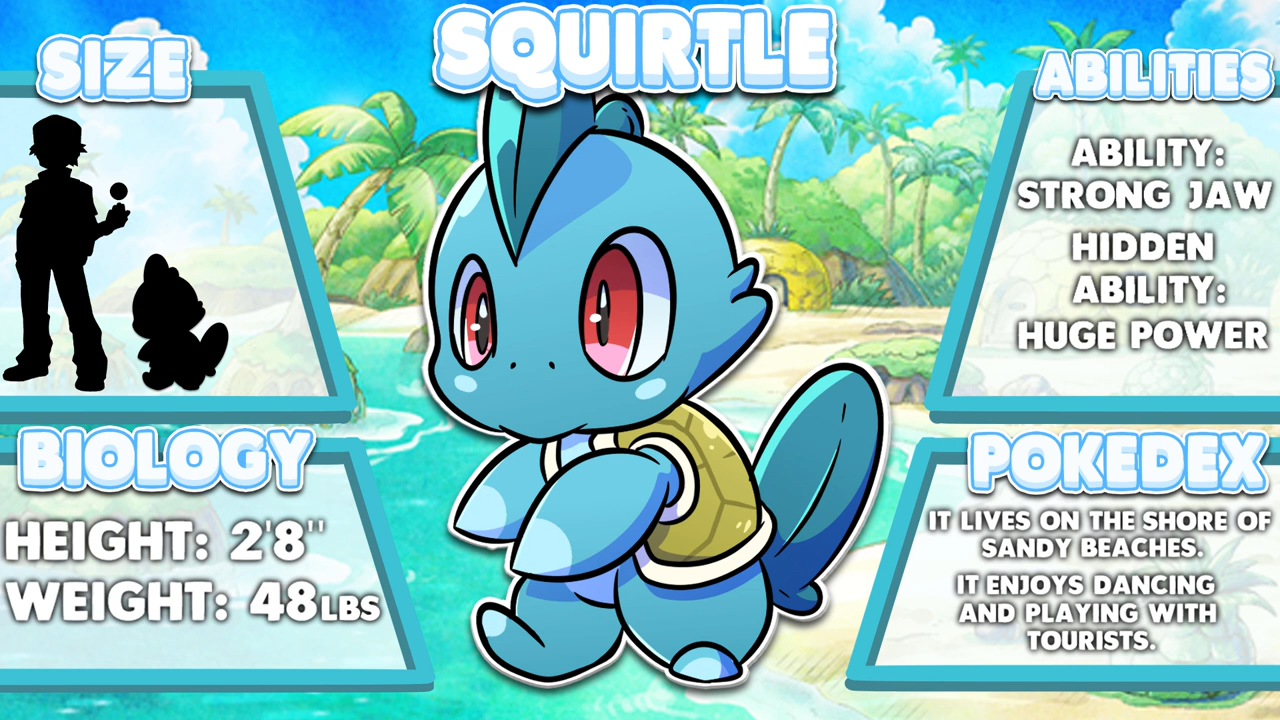 SQUIRTLE
SIZE
BIOLOGY
HEIGHT: 2'8''
WEIGHT: 48LBS
ABILITIES
ABILITY:
STRONG JAW
HIDDEN
ABILITY:
HUGE POWER
POKEDEX
IT LIVES ON THE SHORE OF
SANDY BEACHES.
IT ENJOYS DANCING
AND PLAYING WITH
TOURISTS.